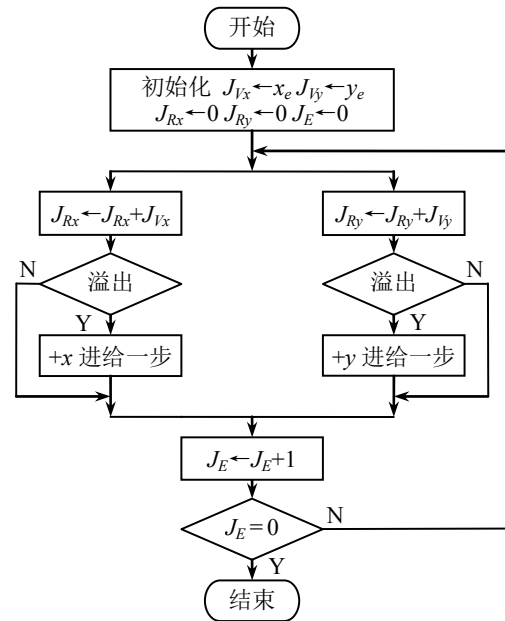 开始
初始化 J_Vx←x_e J_Vy←y_e
J_Rx←0 J_Ry←0 J_E←0
J_Rx←J_Rx+J_Vx
J_Ry←J_Ry+J_Vy
N
溢出
溢出
N
Y
Y
+x 进给一步
+y 进给一步
J_E←J_E+1
J_E=0
N
Y
结束